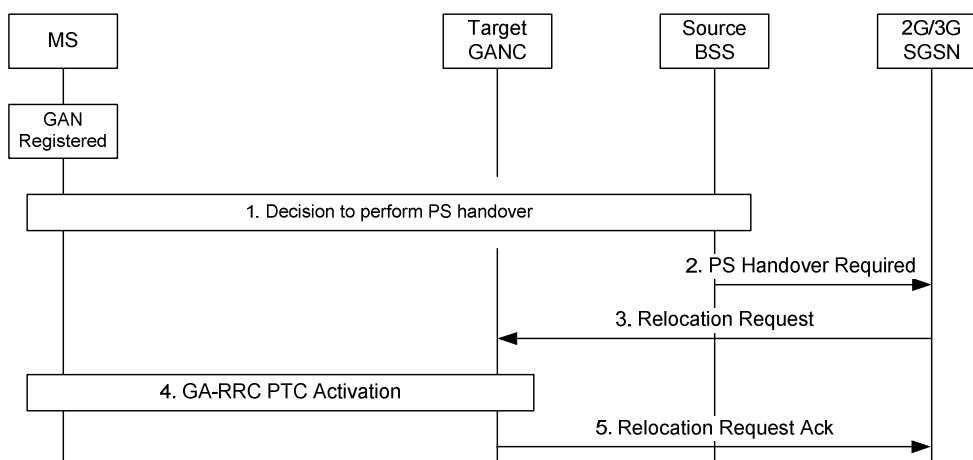 MS
Target
GANC
Source
BSS
2G/3G
SGSN
GAN
Registered
1. Decision to perform PS handover
2. PS Handover Required
3. Relocation Request
4. GA-RRC PTC Activation
5. Relocation Request Ack